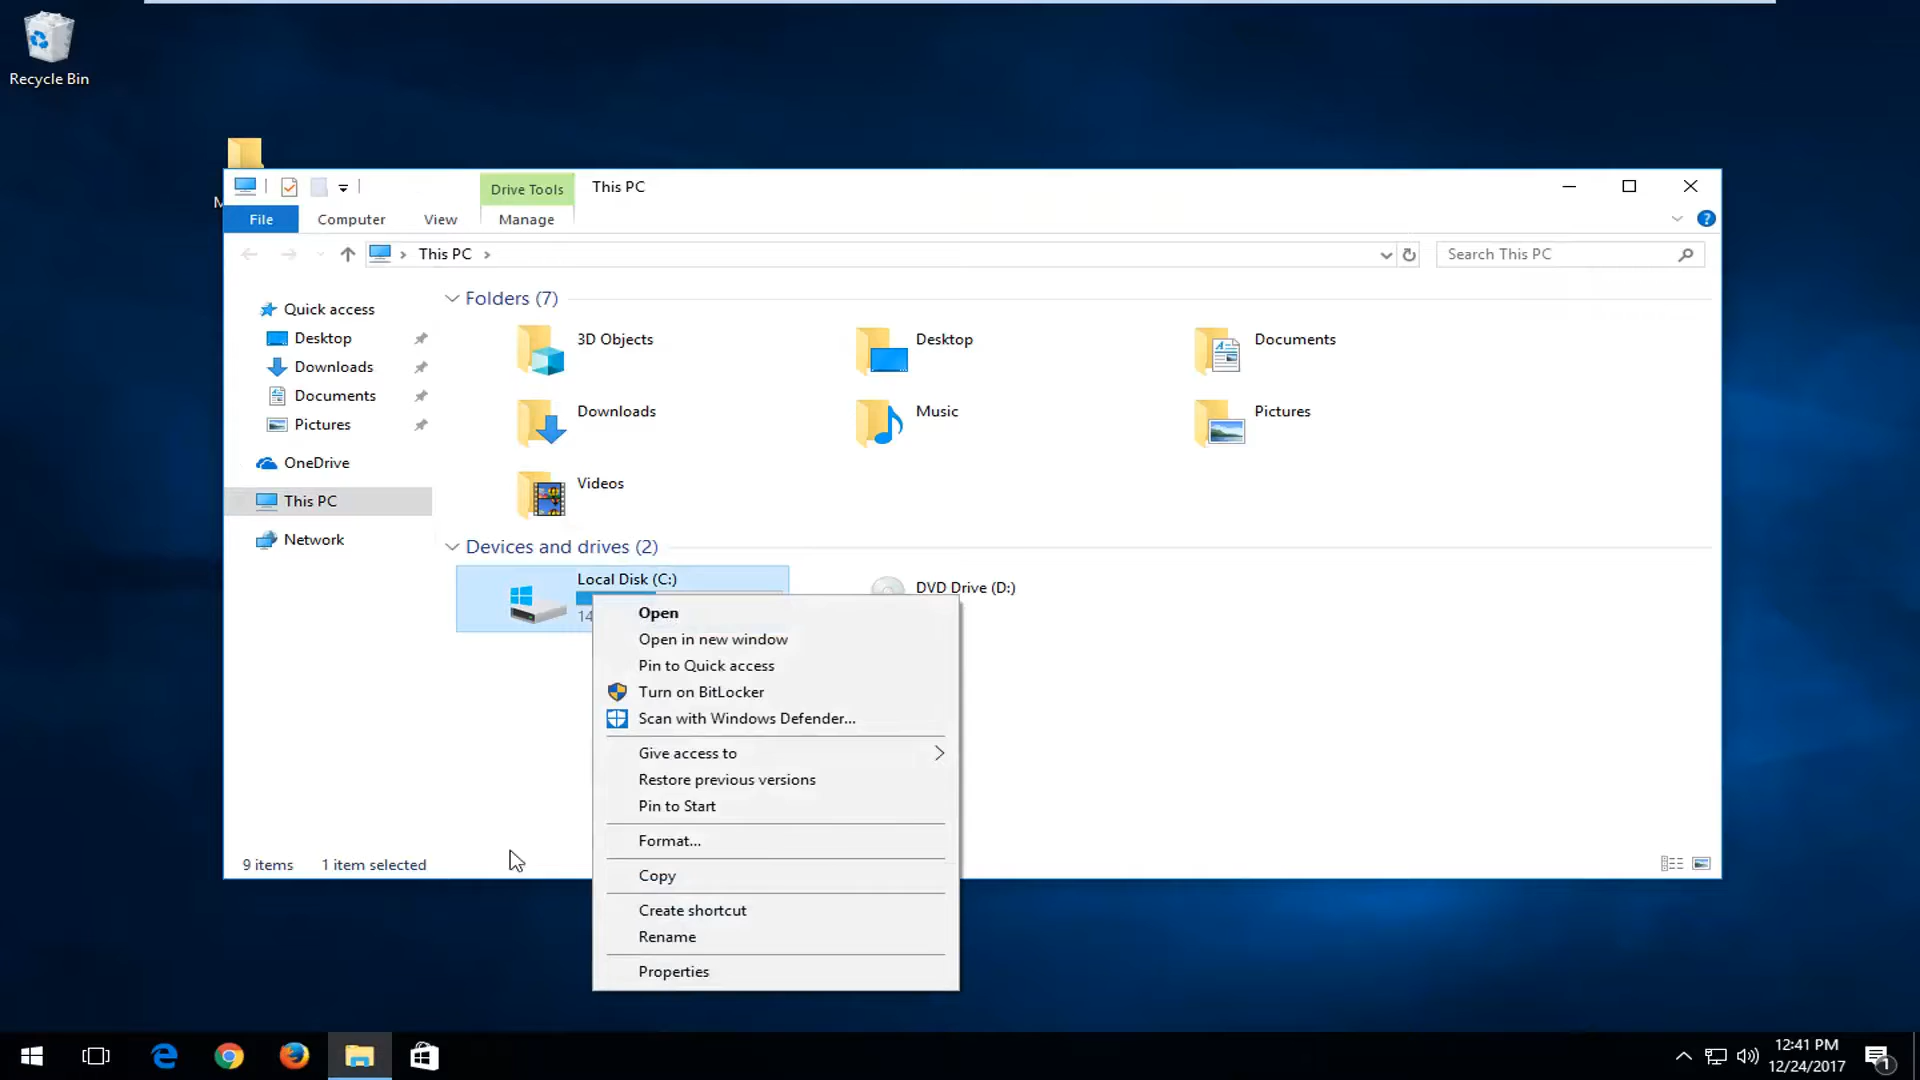 Recycle Bin
Drive Tools
This PC
File
Computer
View
Manage
This PC
Search This PC
Quick access
Desktop
Downloads
Documents
Pictures
OneDrive
This PC
Network
Folders (7)
3D Objects
Desktop
Documents
Downloads
Music
Pictures
Videos
Devices and drives (2)
Local Disk (C:)
14
DVD Drive (D:)
Open
Open in new window
Pin to Quick access
Turn on BitLocker
Scan with Windows Defender...
Give access to
Restore previous versions
Pin to Start
Format...
Copy
Create shortcut
Rename
Properties
9 items
1 item selected
12:41 PM
12/24/2017
1